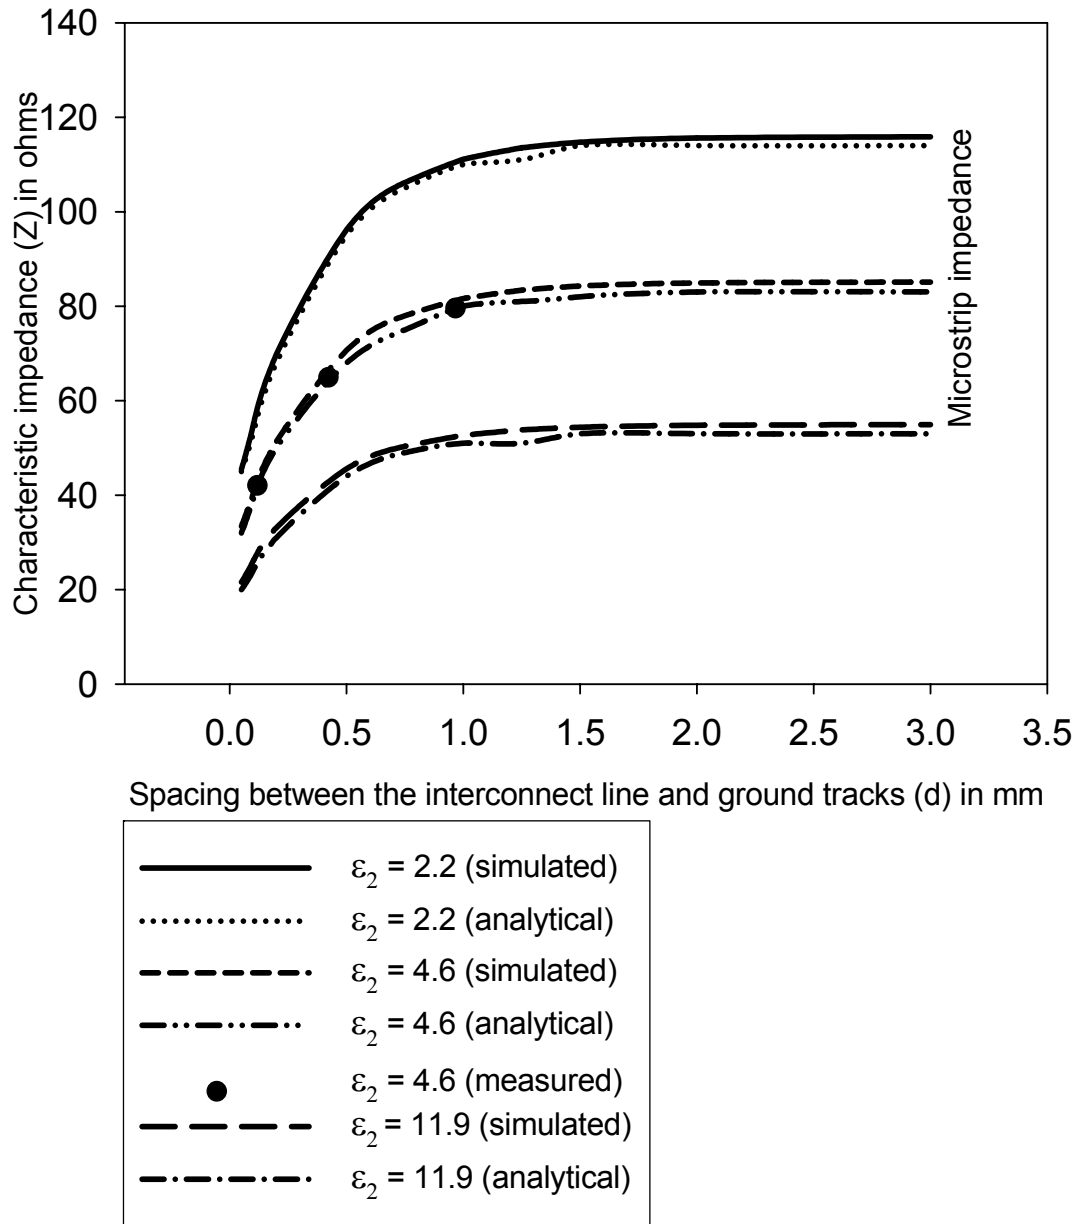 140
120
100
80
60
40
20
0
Characteristic impedance (Z) in ohms
Microstrip impedance
0.0 0.5 1.0 1.5 2.0 2.5 3.0 3.5
Spacing between the interconnect line and ground tracks (d) in mm
ε₂ = 2.2 (simulated)
ε₂ = 2.2 (analytical)
ε₂ = 4.6 (simulated)
ε₂ = 4.6 (analytical)
ε₂ = 4.6 (measured)
ε₂ = 11.9 (simulated)
ε₂ = 11.9 (analytical)